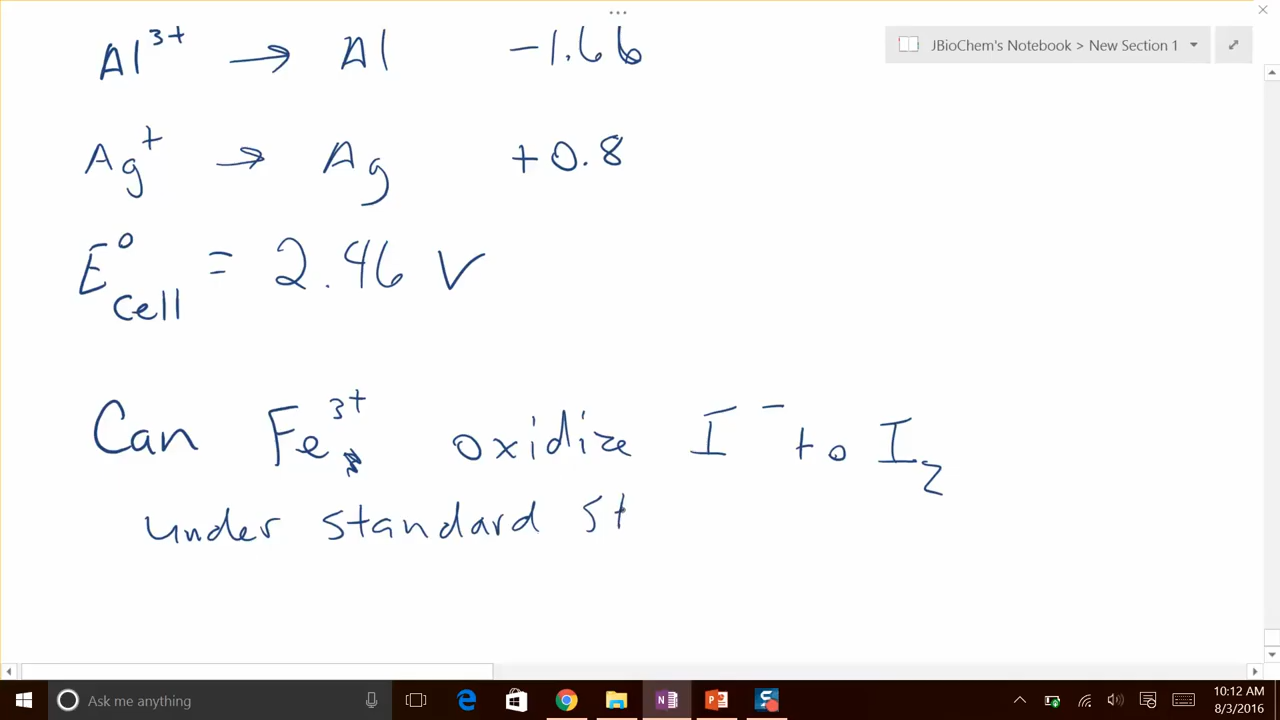 JBioChem's Notebook > New Section 1
Al³⁺ → Al -1.66
Ag⁺ → Ag +0.8
E⁰cell = 2.46 V
Can Fe³⁺ oxidize I⁻ to I₂
under standard st
Ask me anything
10:12 AM
8/3/2016